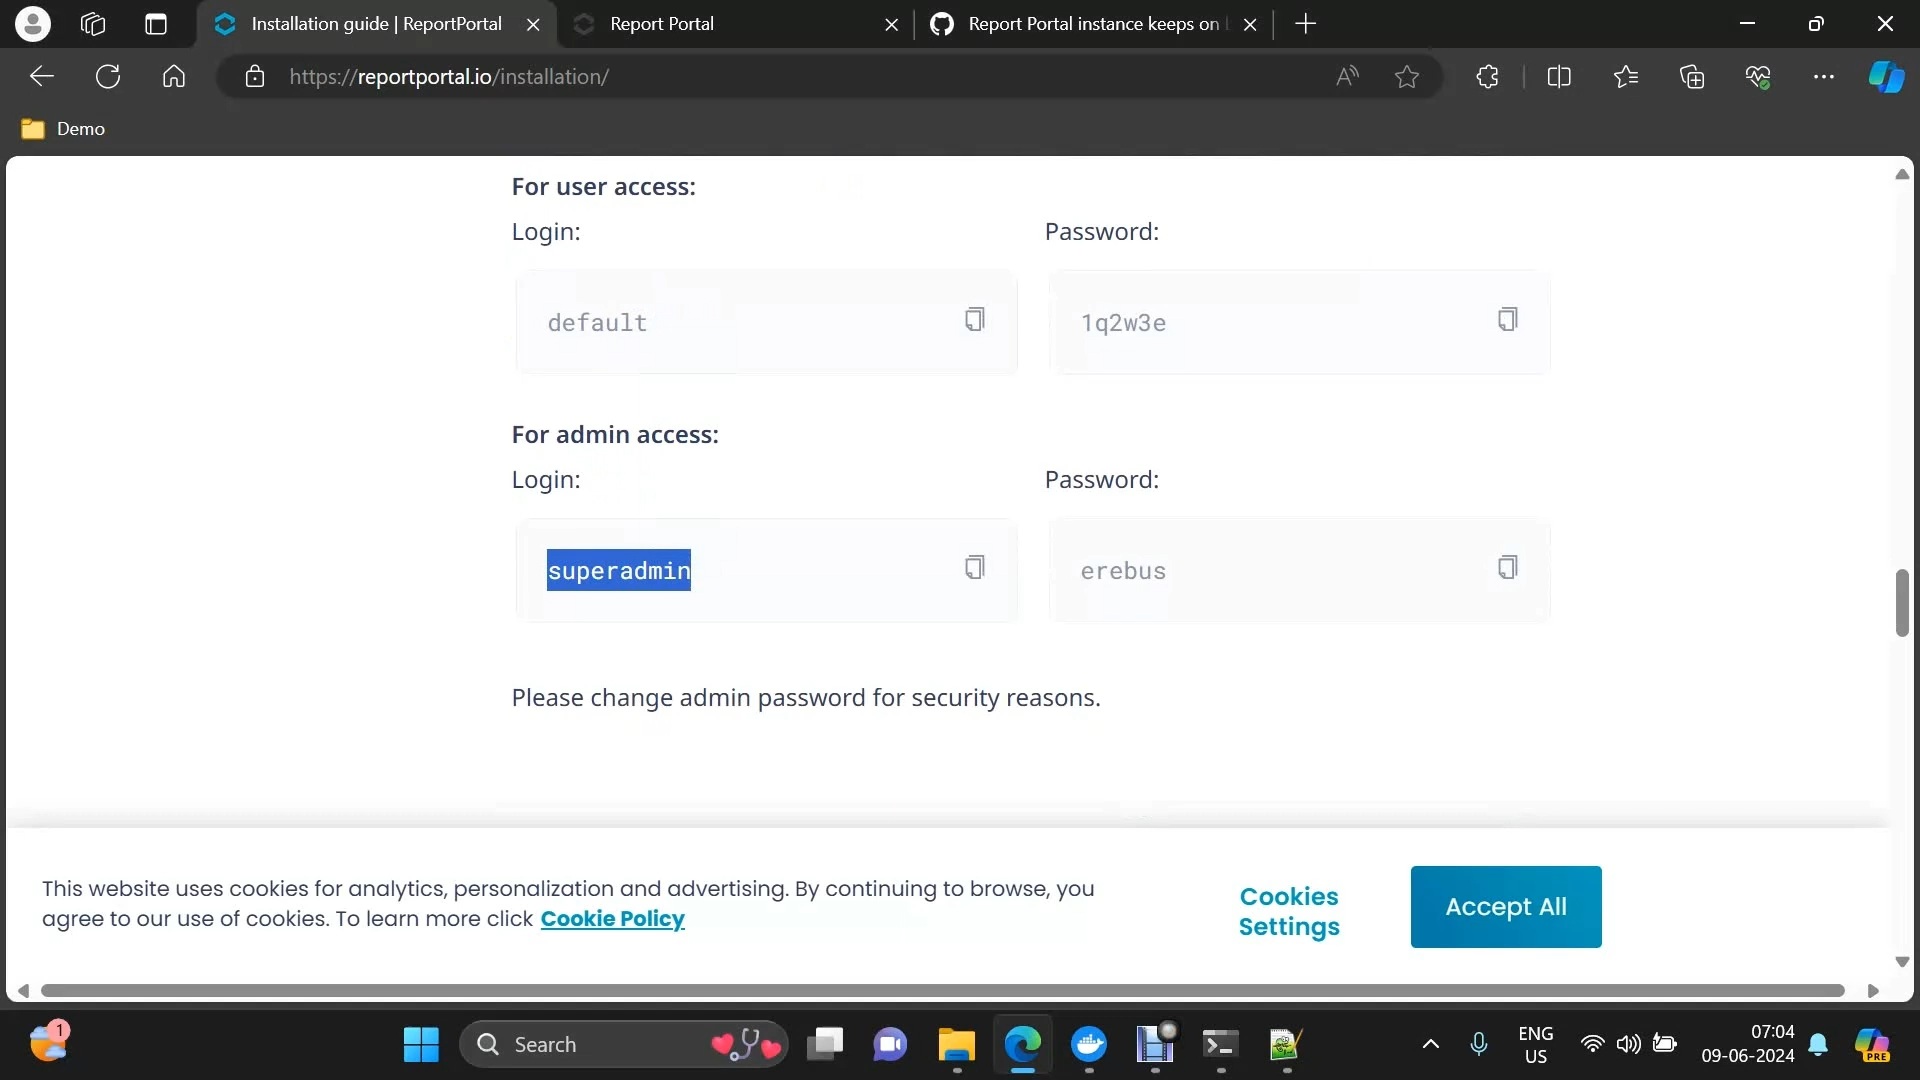 Installation guide | ReportPortal
Report Portal
Report Portal instance keeps on
https://reportportal.io/installation/
Demo
For user access:
Login:
Password:
default
1q2w3e
For admin access:
Login:
Password:
superadmin
erebus
Please change admin password for security reasons.
This website uses cookies for analytics, personalization and advertising. By continuing to browse, you
agree to our use of cookies. To learn more click Cookie Policy
Cookies
Settings
Accept All
1
Search
ENG
US
07:04
09-06-2024
PRE